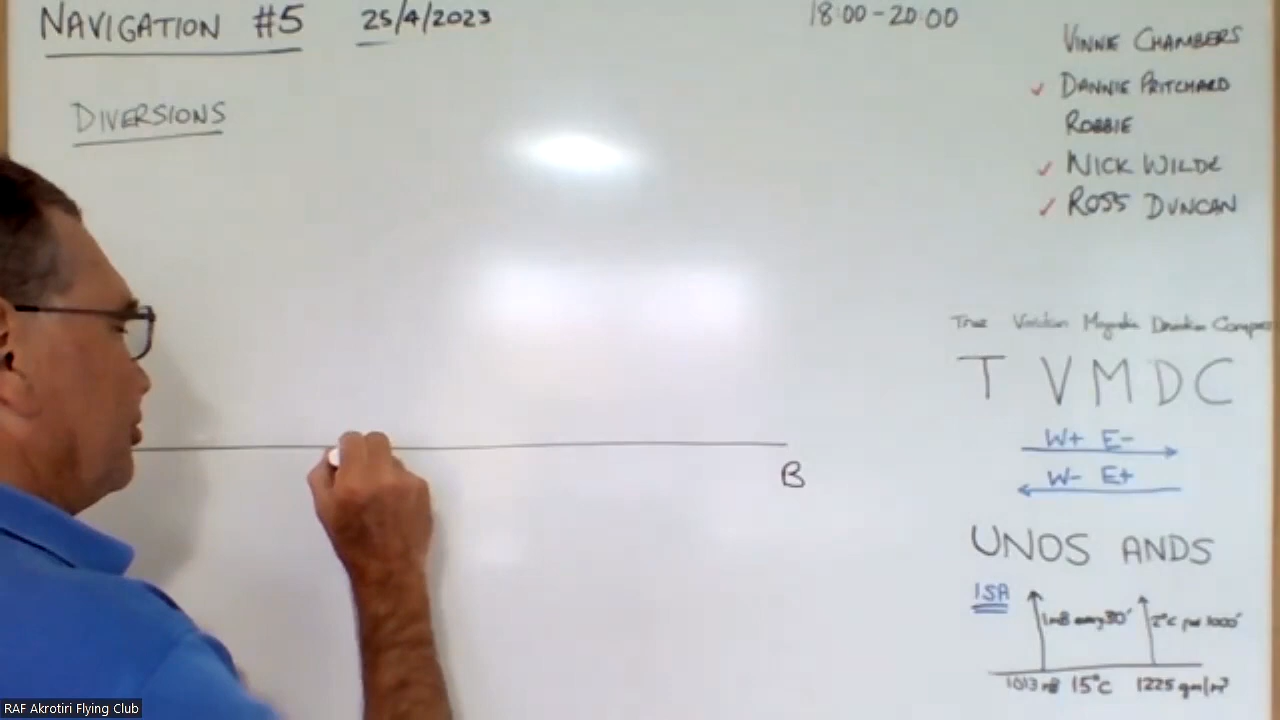 NAVIGATION #5 25/4/2023 18:00-20:00
VINNIE CHAMBERS
DIVERSIONS
✓ DANNIE PRITCHARD
ROBBIE
✓ NICK WILDE
✓ ROSS DUNCAN
True Variation Magnetic Deviation Compass
T V M D C
W+ E-
W- E+
B
UNOS ANDS
ISA
1mB every 30' 2°C per 1000'
1013 mB 15°C 1225 gm/m³
RAF Akrotiri Flying Club